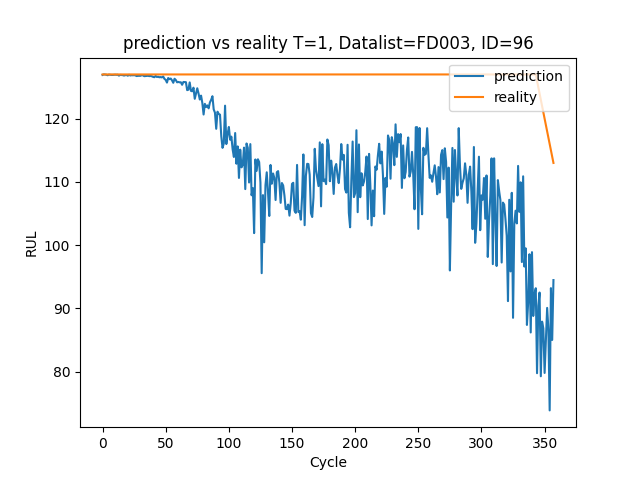 prediction vs reality T=1, Datalist=FD003, ID=96
prediction
reality
RUL
120
110
100
90
80
0 50 100 150 200 250 300 350
Cycle